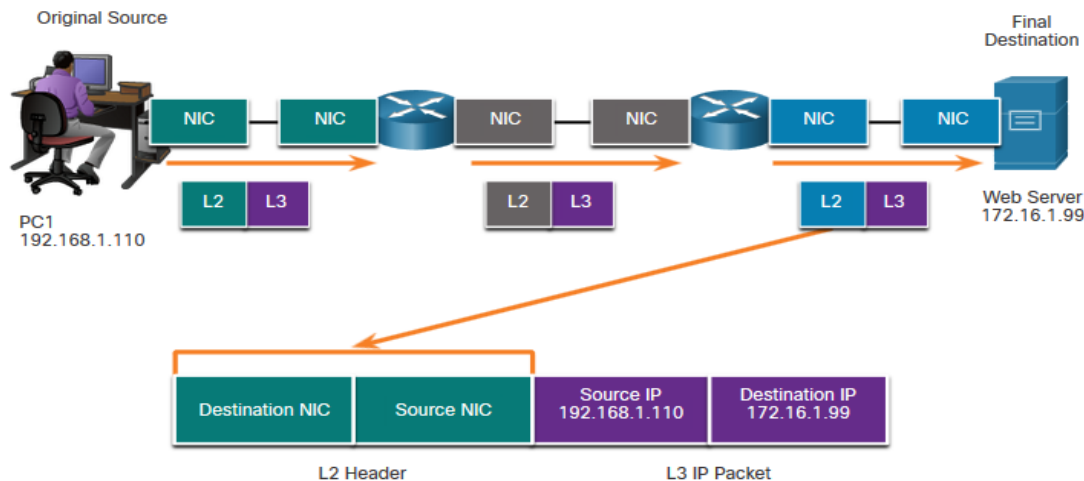 Original Source
Final
Destination
NIC
NIC
NIC
NIC
NIC
NIC
L2 L3
L2 L3
L2 L3
PC1
192.168.1.110
Web Server
172.16.1.99
Destination NIC
Source NIC
Source IP
192.168.1.110
Destination IP
172.16.1.99
L2 Header
L3 IP Packet